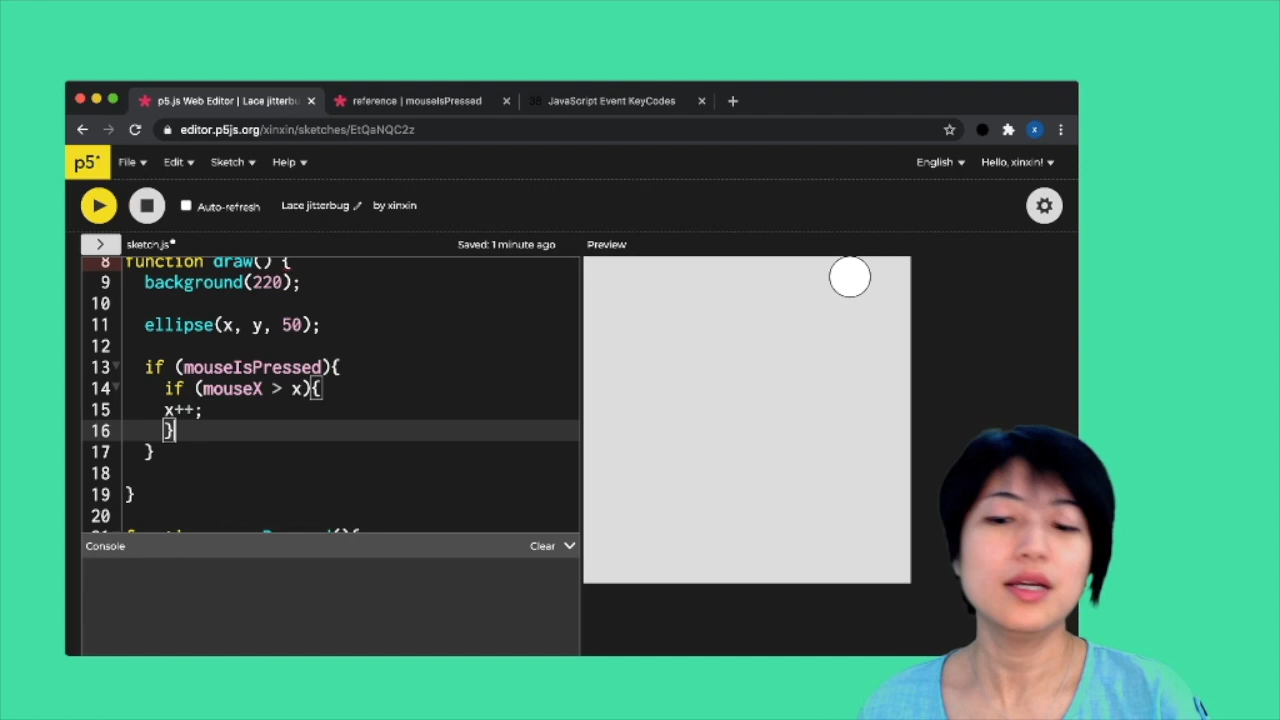 p5.js Web Editor | Lace jitterbu
reference | mouseIsPressed
JavaScript Event KeyCodes
editor.p5js.org/xinxin/sketches/EtQaNQC2z
x
p5*
File
Edit
Sketch
Help
English
Hello, xinxin!
Auto-refresh
Lace jitterbug
by xinxin
sketch.js
Saved: 1 minute ago
Preview
8 function draw() {
9 background(220);
10
11 ellipse(x, y, 50);
12
13 if (mouseIsPressed){
14 if (mouseX > x){
15 x++;
16 }
17 }
18
19 }
20
Console
Clear